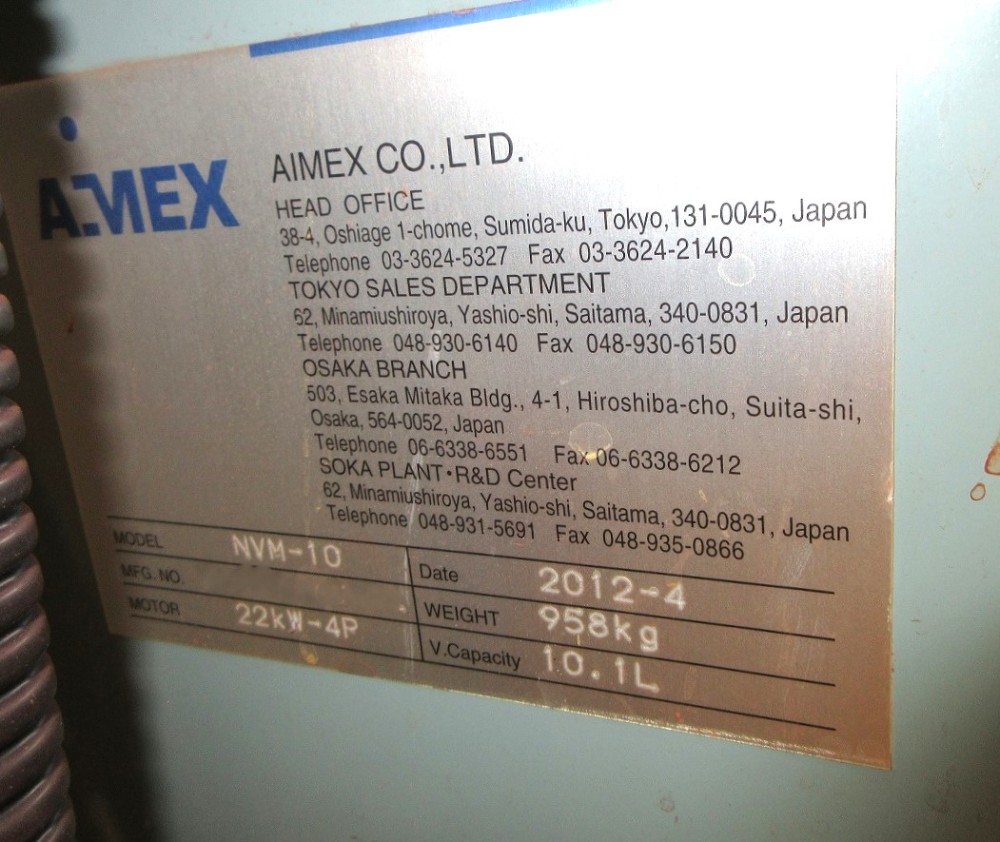 AIMEX
AIMEX CO.,LTD.
HEAD OFFICE
38-4, Oshiage 1-chome, Sumida-ku, Tokyo,131-0045, Japan
Telephone 03-3624-5327 Fax 03-3624-2140
TOKYO SALES DEPARTMENT
62, Minamiushiroya, Yashio-shi, Saitama, 340-0831, Japan
Telephone 048-930-6140 Fax 048-930-6150
OSAKA BRANCH
503, Esaka Mitaka Bldg., 4-1, Hiroshiba-cho, Suita-shi,
Osaka, 564-0052, Japan
Telephone 06-6338-6551 Fax 06-6338-6212
SOKA PLANT・R&D Center
62, Minamiushiroya, Yashio-shi, Saitama, 340-0831, Japan
Telephone 048-931-5691 Fax 048-935-0866
MODEL NVM-10 Date 2012-4
MFG. NO. WEIGHT 958kg
MOTOR 22kW-4P V.Capacity 10.1L